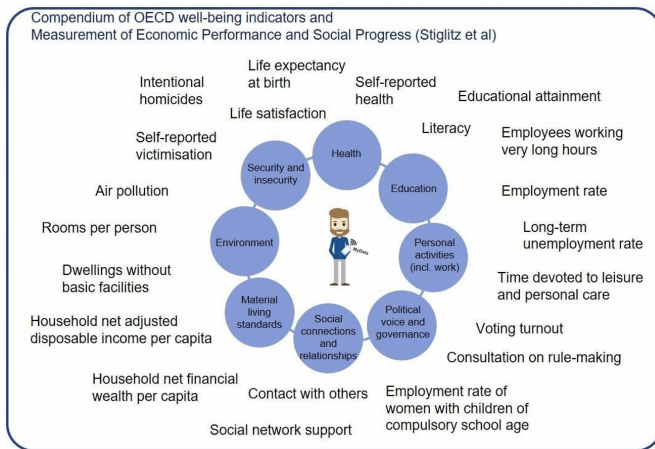 Compendium of OECD well-being indicators and
Measurement of Economic Performance and Social Progress (Stiglitz et al)
Life expectancy
at birth
Intentional
homicides
Self-reported
health
Educational attainment
Life satisfaction
Literacy
Employees working
very long hours
Self-reported
victimisation
Health
Security and
insecurity
Education
Air pollution
Employment rate
Rooms per person
Environment
MyData
Personal
activities
(incl. work)
Long-term
unemployment rate
Dwellings without
basic facilities
Time devoted to leisure
and personal care
Material
living
standards
Social
connections
and
relationships
Political
voice and
governance
Household net adjusted
disposable income per capita
Voting turnout
Consultation on rule-making
Household net financial
wealth per capita
Contact with others
Employment rate of
women with children of
compulsory school age
Social network support